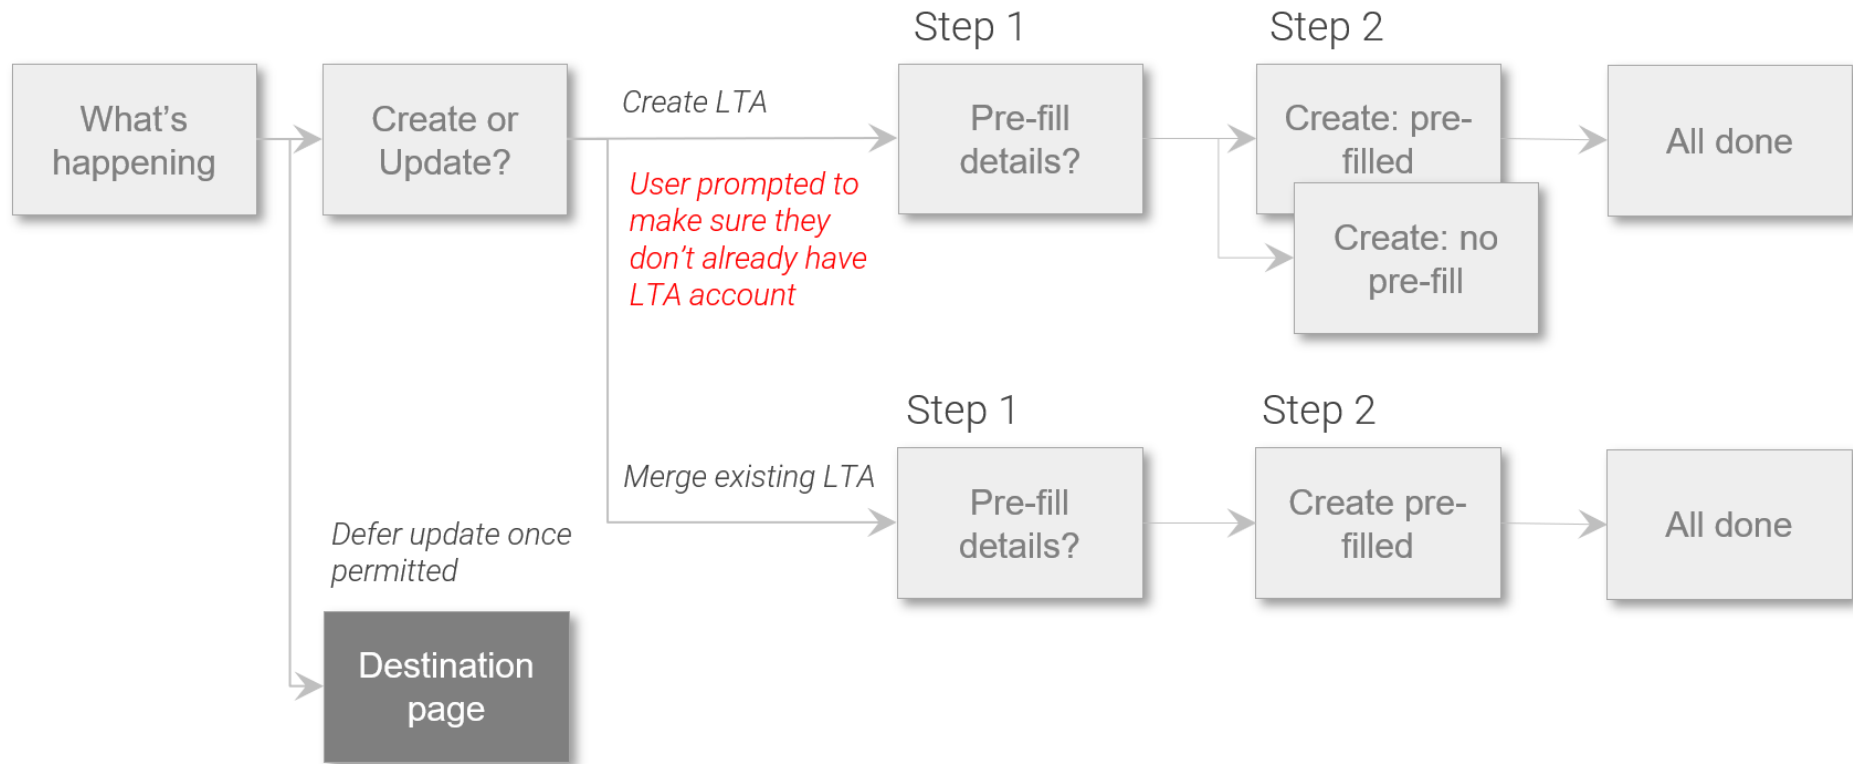 Step 1
Step 2
What's
happening
Create or
Update?
Create LTA
User prompted to
make sure they
don't already have
LTA account
Pre-fill
details?
Create: pre-
filled
Create: no
pre-fill
All done
Step 1
Step 2
Merge existing LTA
Pre-fill
details?
Create pre-
filled
All done
Defer update once
permitted
Destination
page